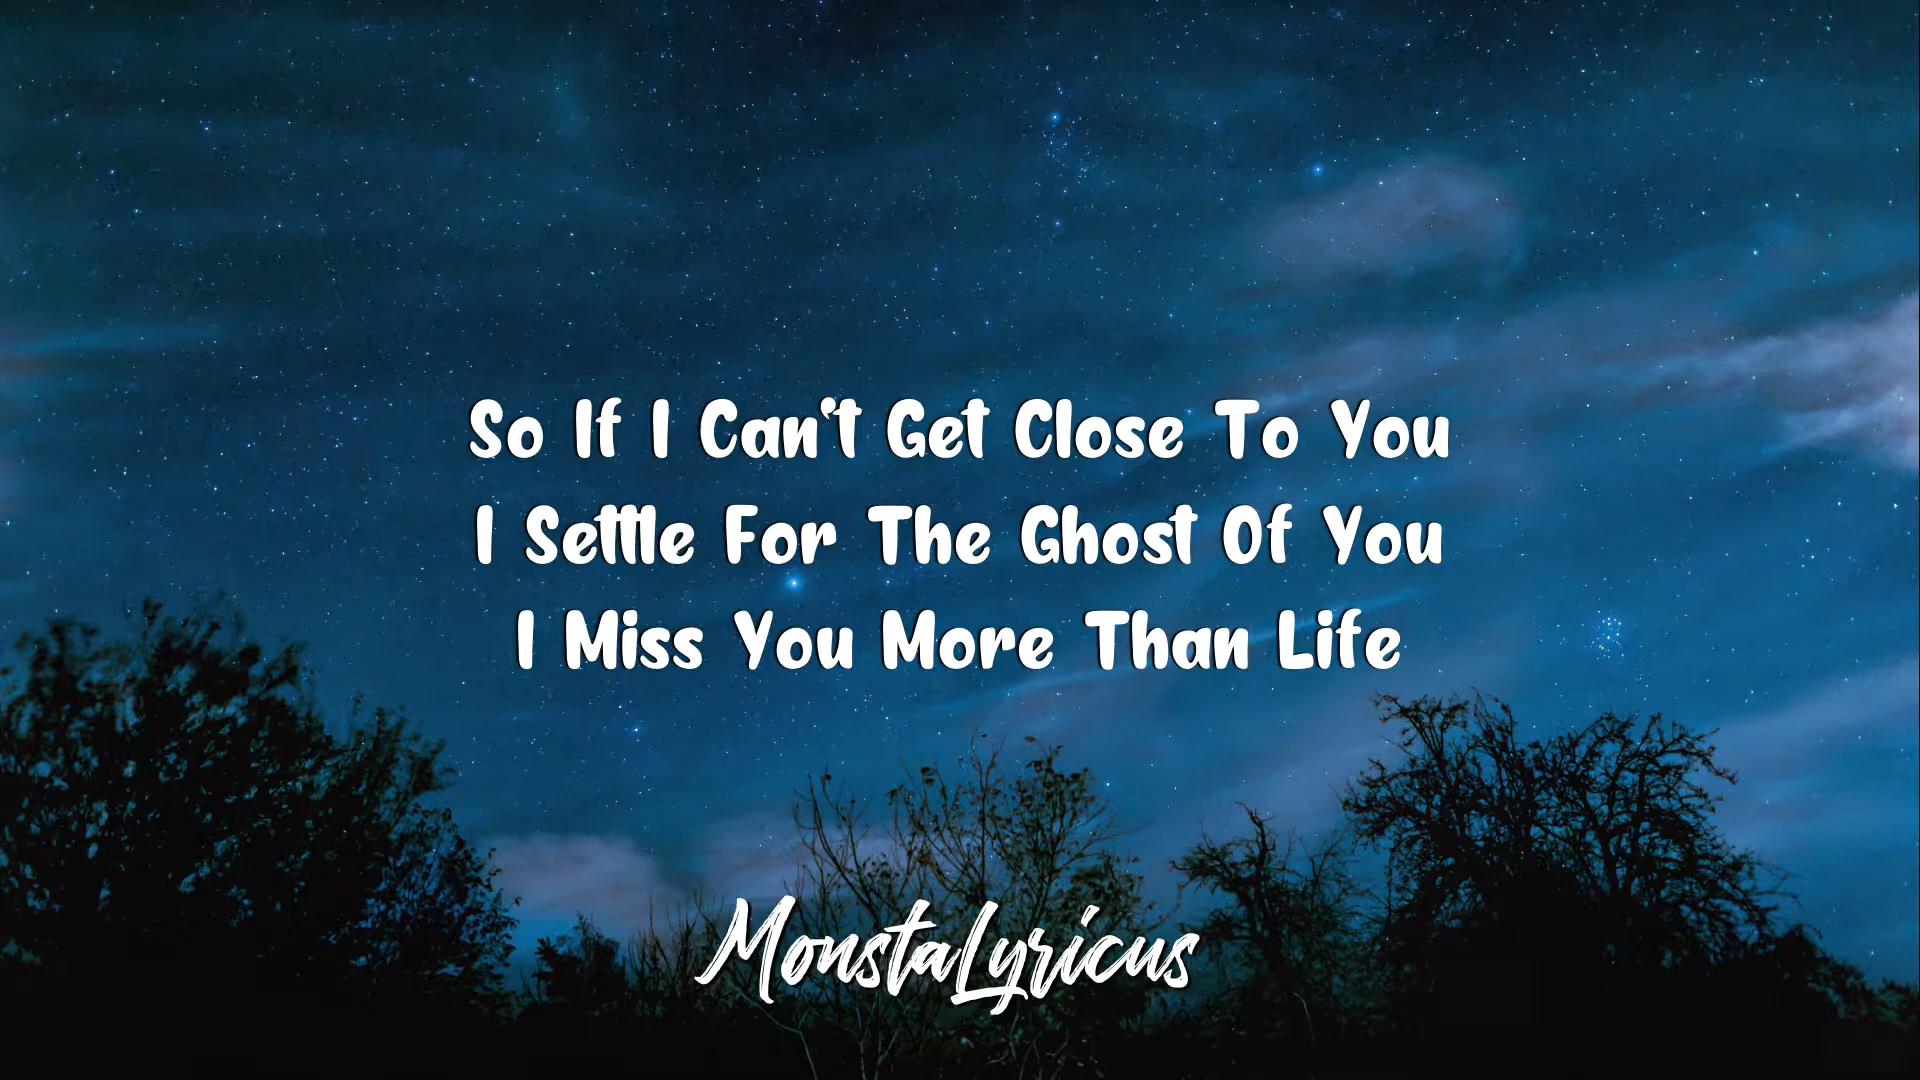 So If I Can't Get Close To You
I Settle For The Ghost Of You
I Miss You More Than Life
MonstaLyricus